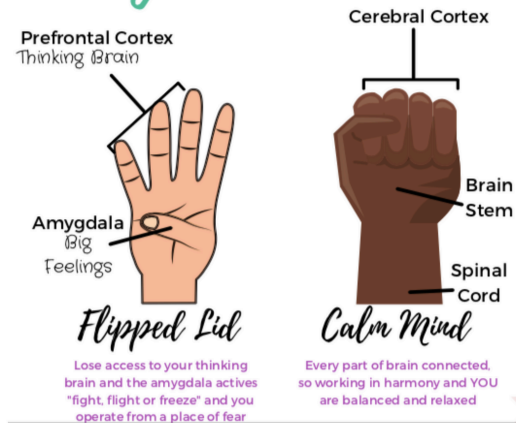 Cerebral Cortex
Prefrontal Cortex
Thinking Brain
Amygdala
Big
Feelings
Brain
Stem
Spinal
Cord
Flipped Lid
Calm Mind
Lose access to your thinking
brain and the amygdala actives
"fight, flight or freeze" and you
operate from a place of fear
Every part of brain connected,
so working in harmony and YOU
are balanced and relaxed